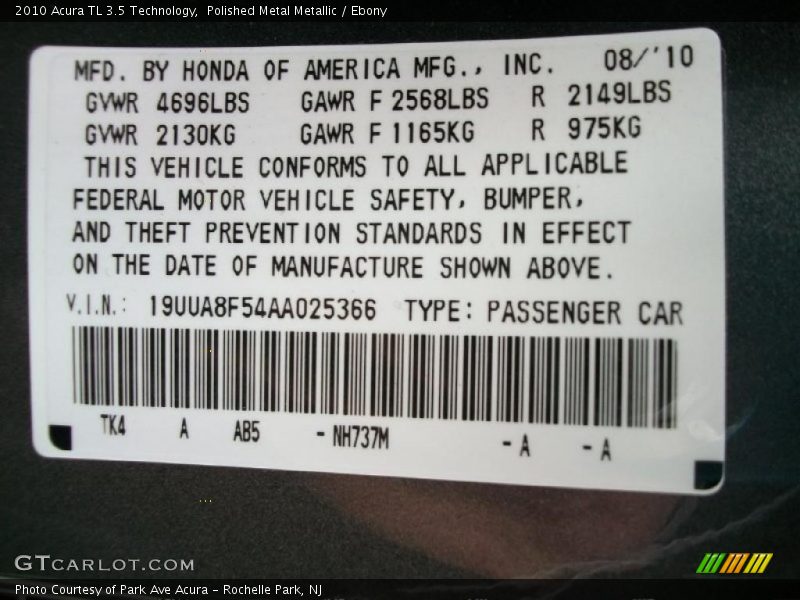 2010 Acura TL 3.5 Technology,  Polished Metal Metallic / Ebony
MFD. BY HONDA OF AMERICA MFG., INC. 08/'10
GVWR 4696LBS GAWR F 2568LBS R 2149LBS
GVWR 2130KG GAWR F 1165KG R 975KG
THIS VEHICLE CONFORMS TO ALL APPLICABLE
FEDERAL MOTOR VEHICLE SAFETY, BUMPER,
AND THEFT PREVENTION STANDARDS IN EFFECT
ON THE DATE OF MANUFACTURE SHOWN ABOVE.
V.I.N.: 19UUA8F54AA025366 TYPE: PASSENGER CAR
TK4 A AB5 -NH737M -A -A
GTCARLOT.COM
Photo Courtesy of Park Ave Acura - Rochelle Park, NJ